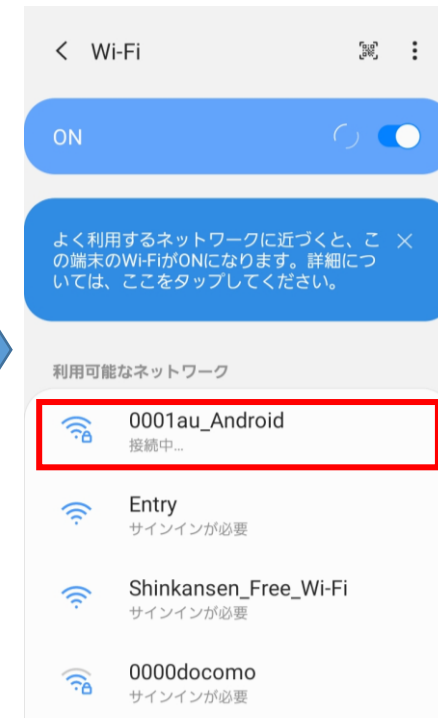 Wi-Fi
ON
よく利用するネットワークに近づくと、こ
の端末のWi-FiがONになります。詳細につ
いては、ここをタップしてください。
利用可能なネットワーク
0001au_Android
接続中...
Entry
サインインが必要
Shinkansen_Free_Wi-Fi
サインインが必要
0000docomo
サインインが必要